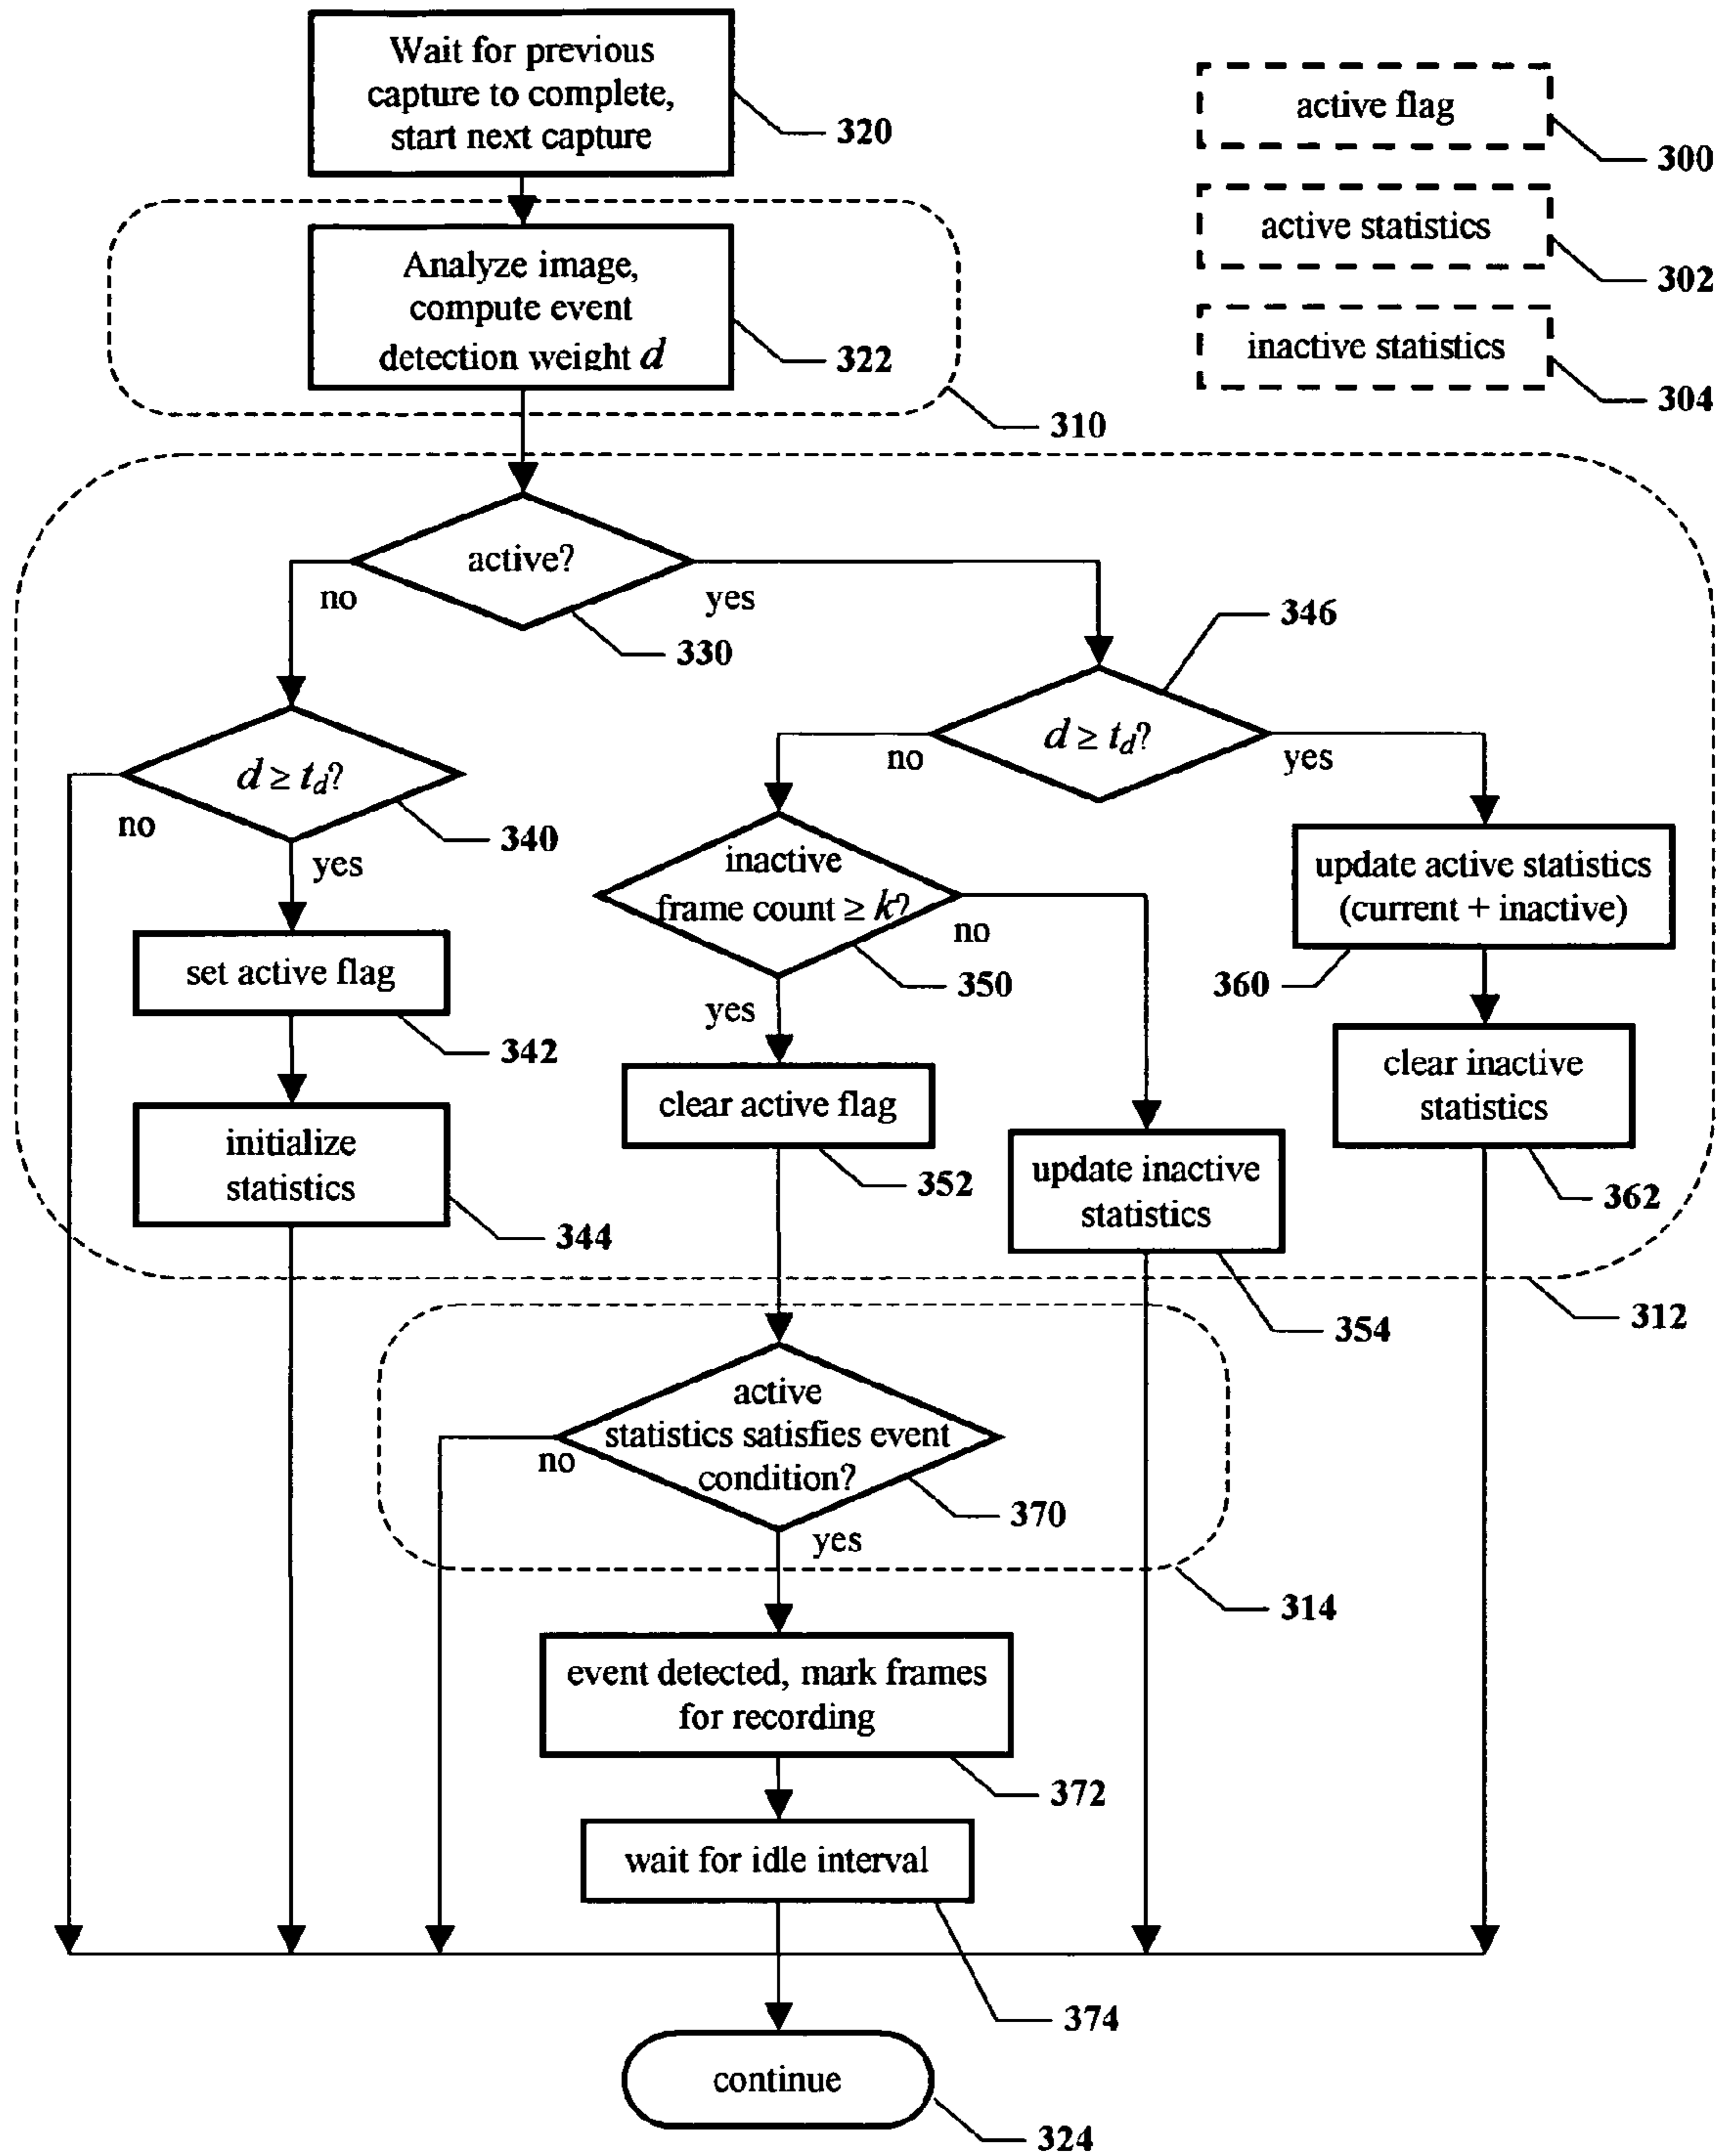 Wait for previous
capture to complete,
start next capture
320
active flag
300
active statistics
302
inactive statistics
304
Analyze image,
compute event
detection weight d
322
310
active?
no
yes
330
346
d ≥ td?
no
yes
340
d ≥ td?
no
yes
inactive
frame count ≥ k?
no
yes
350
update active statistics
(current + inactive)
360
set active flag
342
clear active flag
352
clear inactive
statistics
362
initialize
statistics
344
update inactive
statistics
354
312
active
statistics satisfies event
condition?
no
yes
370
314
event detected, mark frames
for recording
372
wait for idle interval
374
continue
324